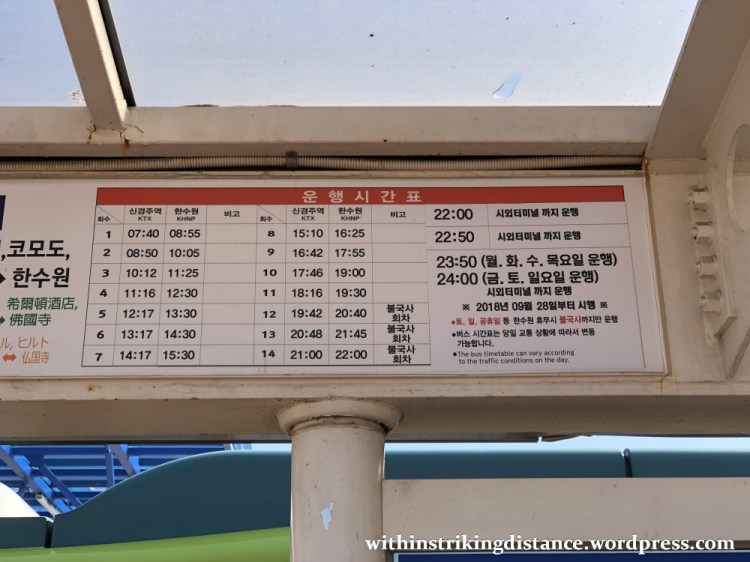 운행시간표
회수 신경주역 KTX 한수원 KHNP 비고 회수 신경주역 KTX 한수원 KHNP 비고
1 07:40 08:55 8 15:10 16:25
2 08:50 10:05 9 16:42 17:55
3 10:12 11:25 10 17:46 19:00
4 11:16 12:30 11 18:16 19:30
5 12:17 13:30 12 19:42 20:40 불국사 회차
6 13:17 14:30 13 20:48 21:45 불국사 회차
7 14:17 15:30 14 21:00 22:00 불국사 회차
22:00 시외터미널 까지 운행
22:50 시외터미널 까지 운행
23:50 (월, 화, 수, 목요일 운행)
24:00 (금, 토, 일요일 운행)
시외터미널 까지 운행
※ 2018년 09월 28일부터 시행 ※
●토, 일, 공휴일 등 한수원 휴무시 불국사까지만 운행
●버스 시간표는 당일 교통 상황에 따라서 변동
가능합니다.
●The bus timetable can vary according
to the traffic conditions on the day.
,코모도,
한수원
希爾頓酒店,
→ 佛國寺
ル, ヒルト
↔ 仏国寺
withinstrikingdistance.wordpress.com